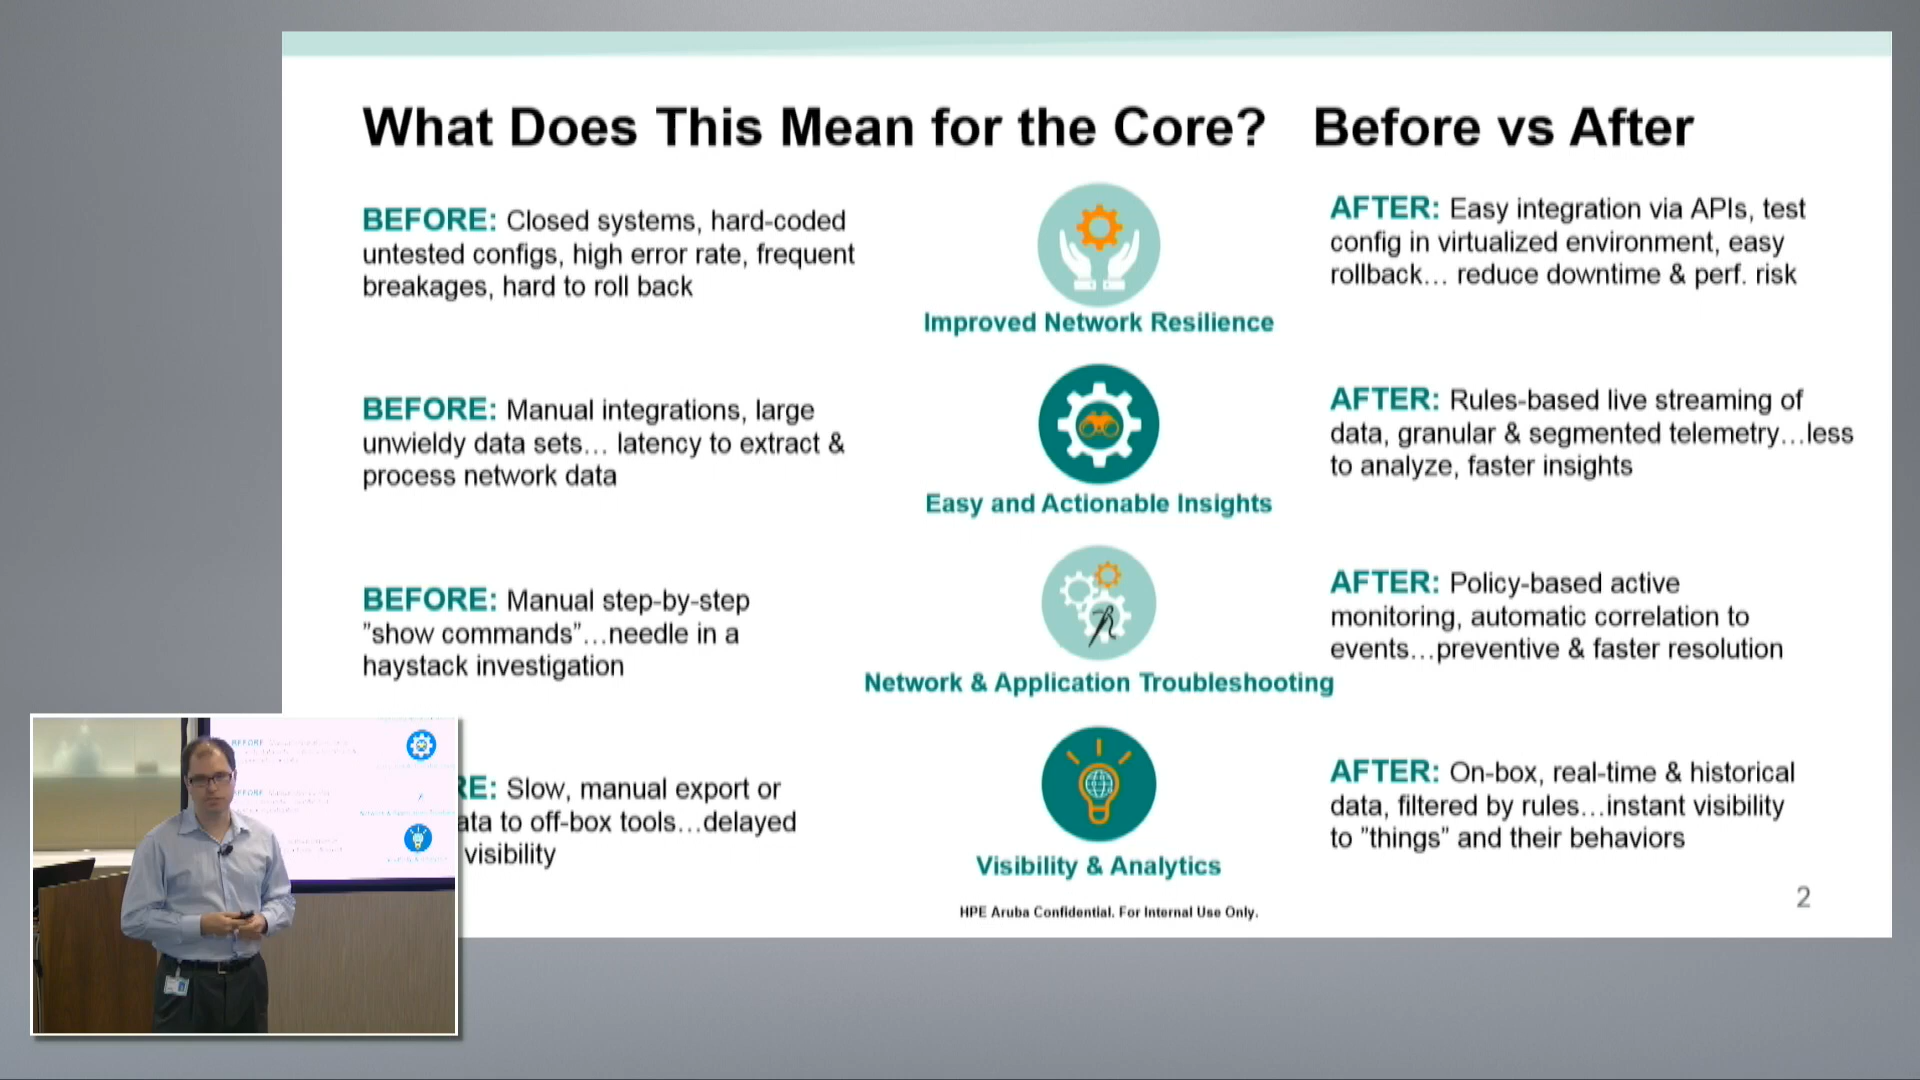 What Does This Mean for the Core?   Before vs After
BEFORE: Closed systems, hard-coded
untested configs, high error rate, frequent
breakages, hard to roll back
Improved Network Resilience
AFTER: Easy integration via APIs, test
config in virtualized environment, easy
rollback… reduce downtime & perf. risk
BEFORE: Manual integrations, large
unwieldy data sets… latency to extract &
process network data
Easy and Actionable Insights
AFTER: Rules-based live streaming of
data, granular & segmented telemetry…less
to analyze, faster insights
BEFORE: Manual step-by-step
”show commands”…needle in a
haystack investigation
Network & Application Troubleshooting
AFTER: Policy-based active
monitoring, automatic correlation to
events…preventive & faster resolution
RE: Slow, manual export or
ata to off-box tools…delayed
visibility
Visibility & Analytics
AFTER: On-box, real-time & historical
data, filtered by rules…instant visibility
to ”things” and their behaviors
HPE Aruba Confidential. For Internal Use Only.
2